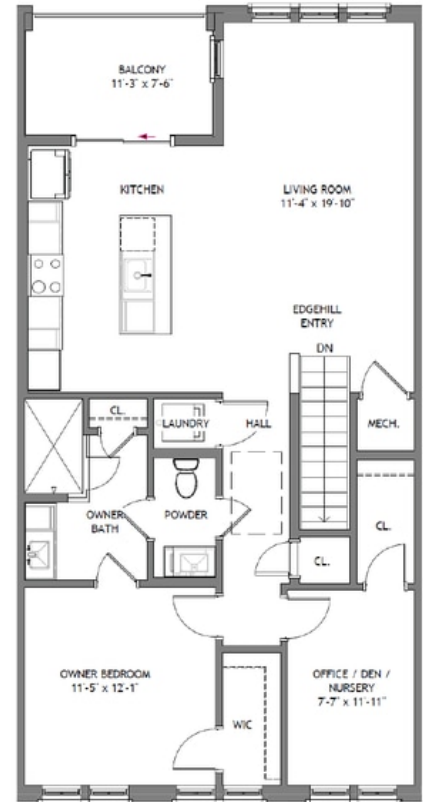 BALCONY
11'-3" x 7'-6"
KITCHEN
LIVING ROOM
11'-4" x 19'-10"
EDGEHILL
ENTRY
DN
CL.
LAUNDRY
HALL
MECH.
OWNER
BATH
POWDER
CL.
CL.
OWNER BEDROOM
11'-5" x 12'-1"
OFFICE / DEN /
NURSERY
7'-7" x 11'-11"
WIC